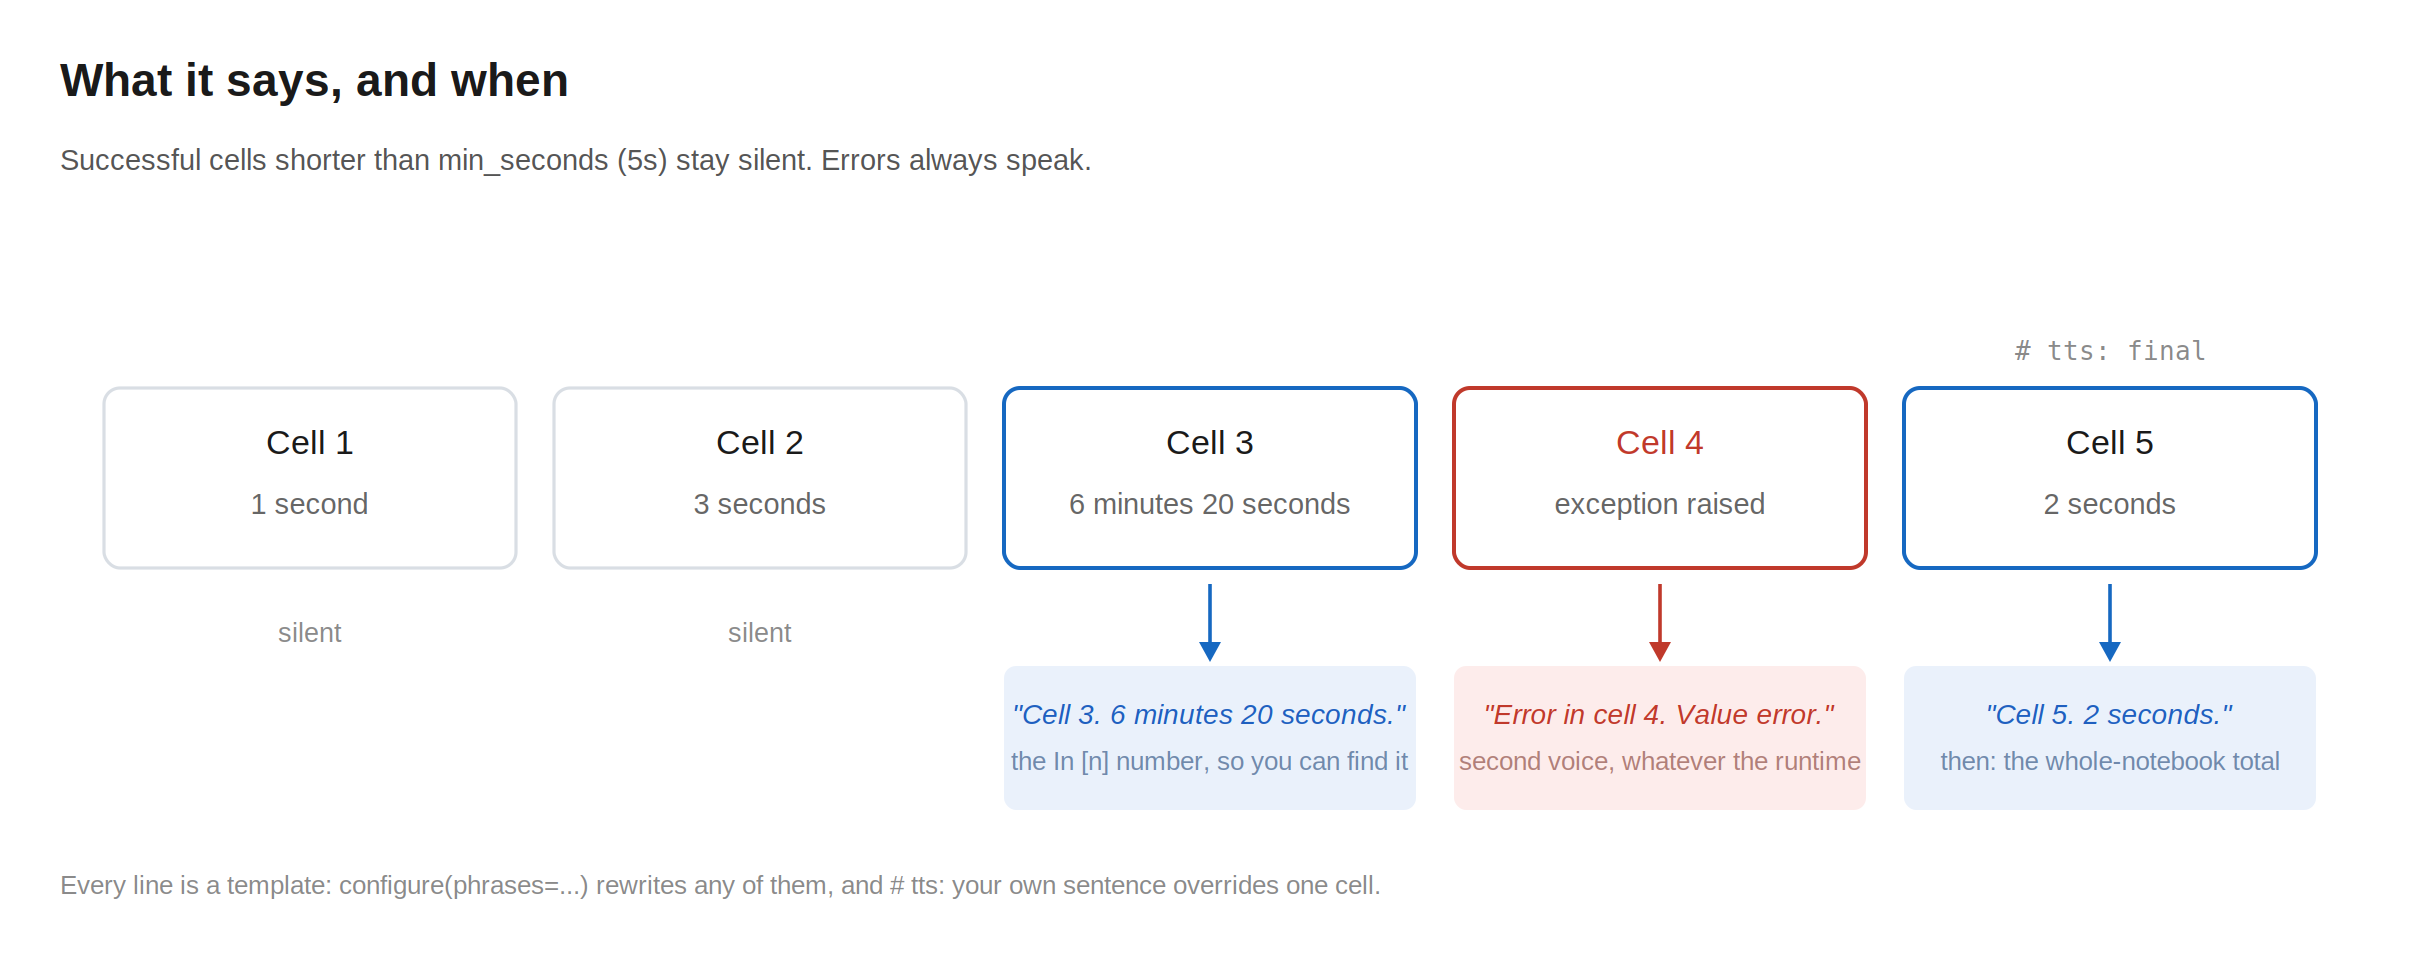 What it says, and when
Successful cells shorter than min_seconds (5s) stay silent. Errors always speak.
# tts: final
Cell 1
1 second
silent
Cell 2
3 seconds
silent
Cell 3
6 minutes 20 seconds
"Cell 3. 6 minutes 20 seconds."
the In [n] number, so you can find it
Cell 4
exception raised
"Error in cell 4. Value error."
second voice, whatever the runtime
Cell 5
2 seconds
"Cell 5. 2 seconds."
then: the whole-notebook total
Every line is a template: configure(phrases=...) rewrites any of them, and # tts: your own sentence overrides one cell.